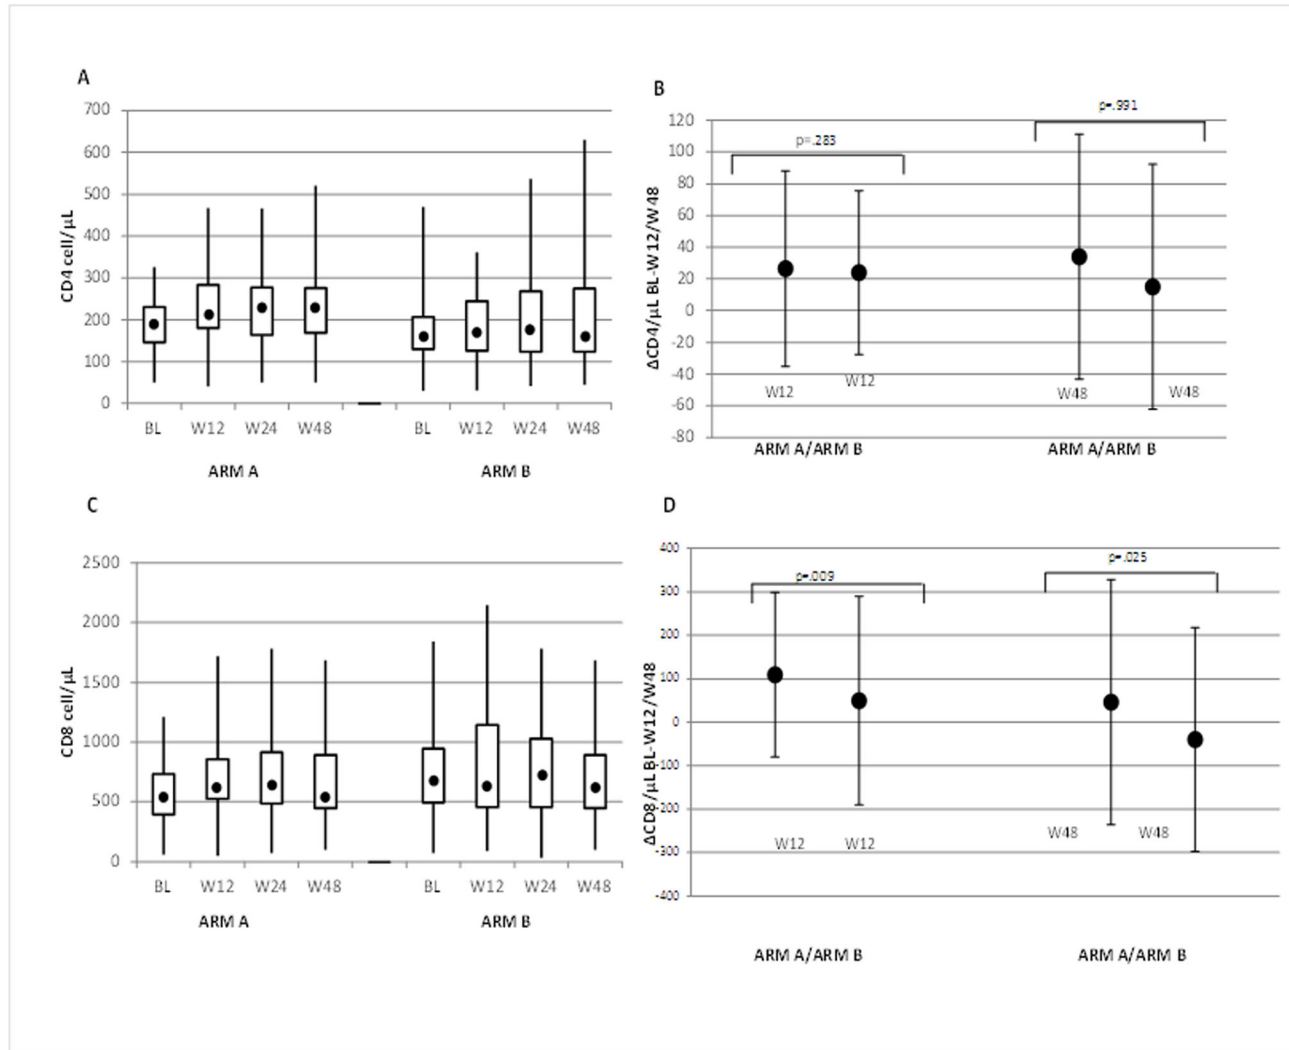 A
700
600
500
400
300
200
100
0
CD4 cell/μL
BL W12 W24 W48 BL W12 W24 W48
ARM A ARM B
B
120
100
80
60
40
20
0
-20
-40
-60
-80
ΔCD4/μL BL-W12/W48
p=.283
p=.991
W12 W12 W48 W48
ARM A/ARM B ARM A/ARM B
C
2500
2000
1500
1000
500
0
CD8 cell/μL
BL W12 W24 W48 BL W12 W24 W48
ARM A ARM B
D
400
300
200
100
0
-100
-200
-300
-400
ΔCD8/μL BL-W12/W48
p=.009
p=.025
W12 W12 W48 W48
ARM A/ARM B ARM A/ARM B